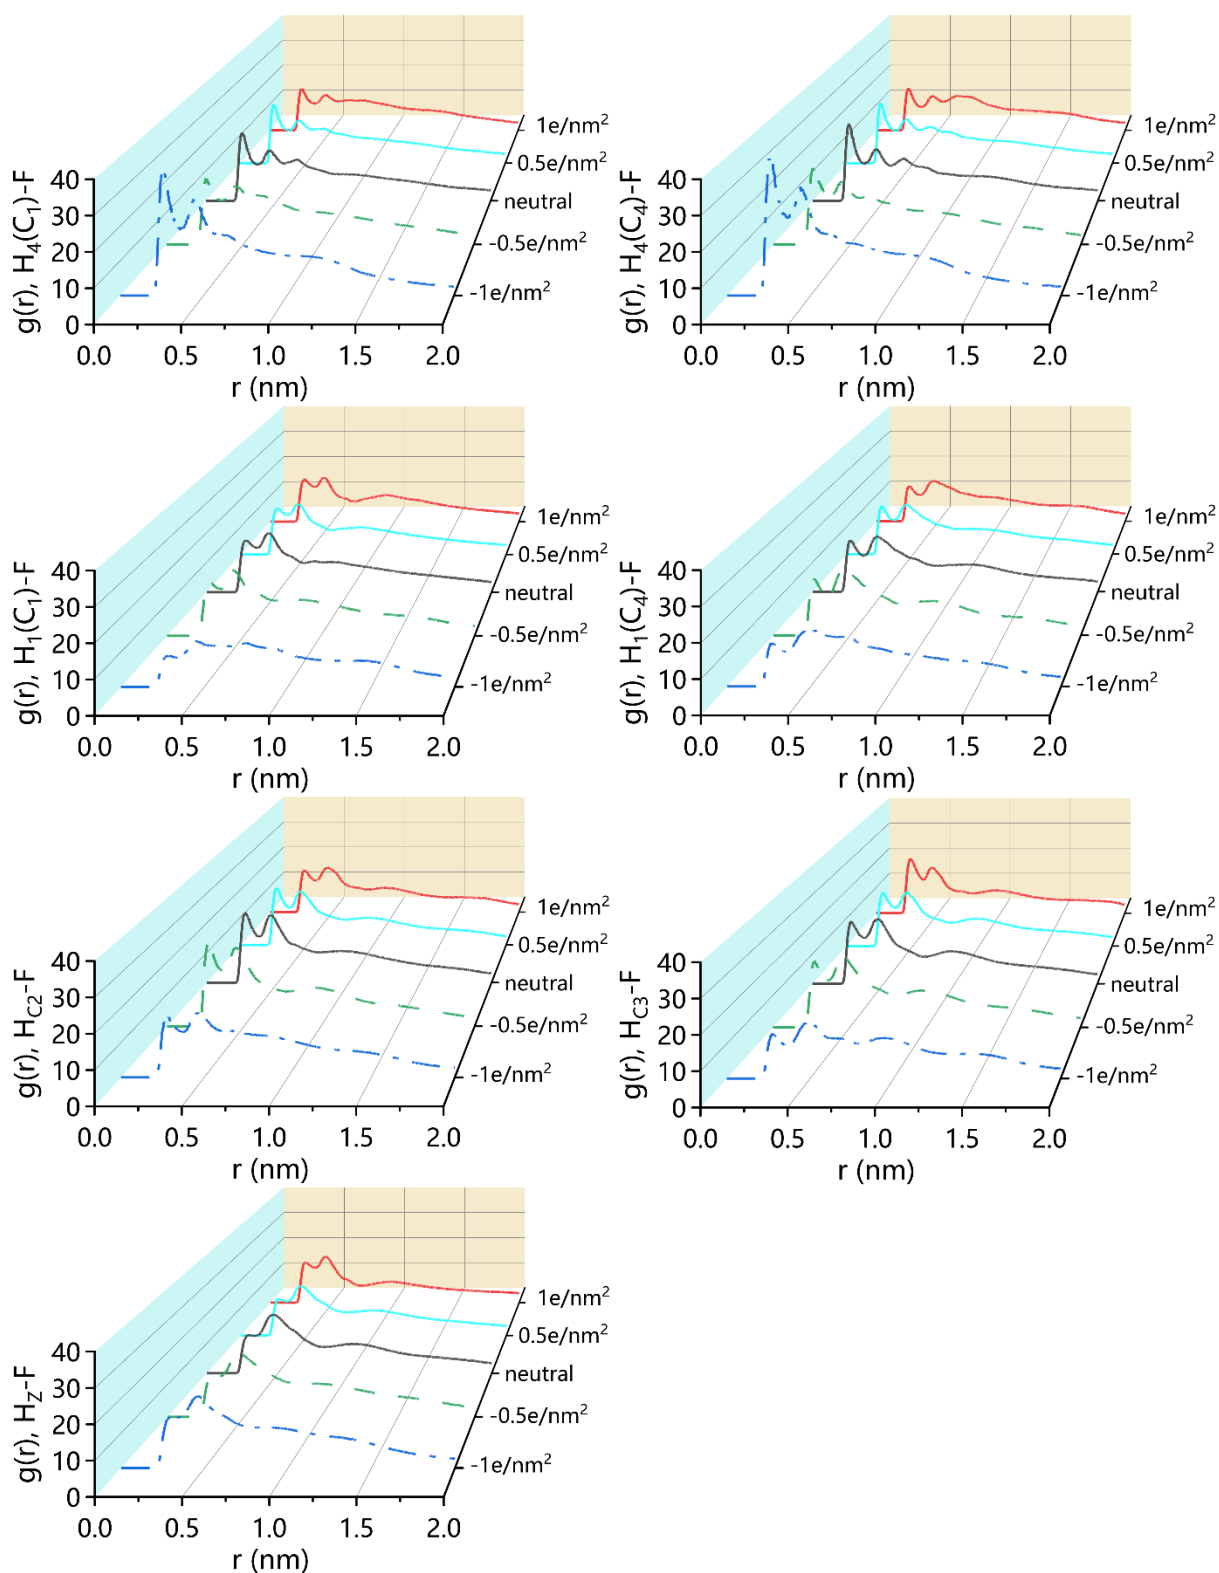 g(r), H₄(C₁)-F
40
30
20
10
0
0.0 0.5 1.0 1.5 2.0
r (nm)
1e/nm²
0.5e/nm²
neutral
-0.5e/nm²
-1e/nm²
g(r), H₄(C₄)-F
40
30
20
10
0
0.0 0.5 1.0 1.5 2.0
r (nm)
1e/nm²
0.5e/nm²
neutral
-0.5e/nm²
-1e/nm²
g(r), H₁(C₁)-F
40
30
20
10
0
0.0 0.5 1.0 1.5 2.0
r (nm)
1e/nm²
0.5e/nm²
neutral
-0.5e/nm²
-1e/nm²
g(r), H₁(C₄)-F
40
30
20
10
0
0.0 0.5 1.0 1.5 2.0
r (nm)
1e/nm²
0.5e/nm²
neutral
-0.5e/nm²
-1e/nm²
g(r), H_C2-F
40
30
20
10
0
0.0 0.5 1.0 1.5 2.0
r (nm)
1e/nm²
0.5e/nm²
neutral
-0.5e/nm²
-1e/nm²
g(r), H_C3-F
40
30
20
10
0
0.0 0.5 1.0 1.5 2.0
r (nm)
1e/nm²
0.5e/nm²
neutral
-0.5e/nm²
-1e/nm²
g(r), H_Z-F
40
30
20
10
0
0.0 0.5 1.0 1.5 2.0
r (nm)
1e/nm²
0.5e/nm²
neutral
-0.5e/nm²
-1e/nm²